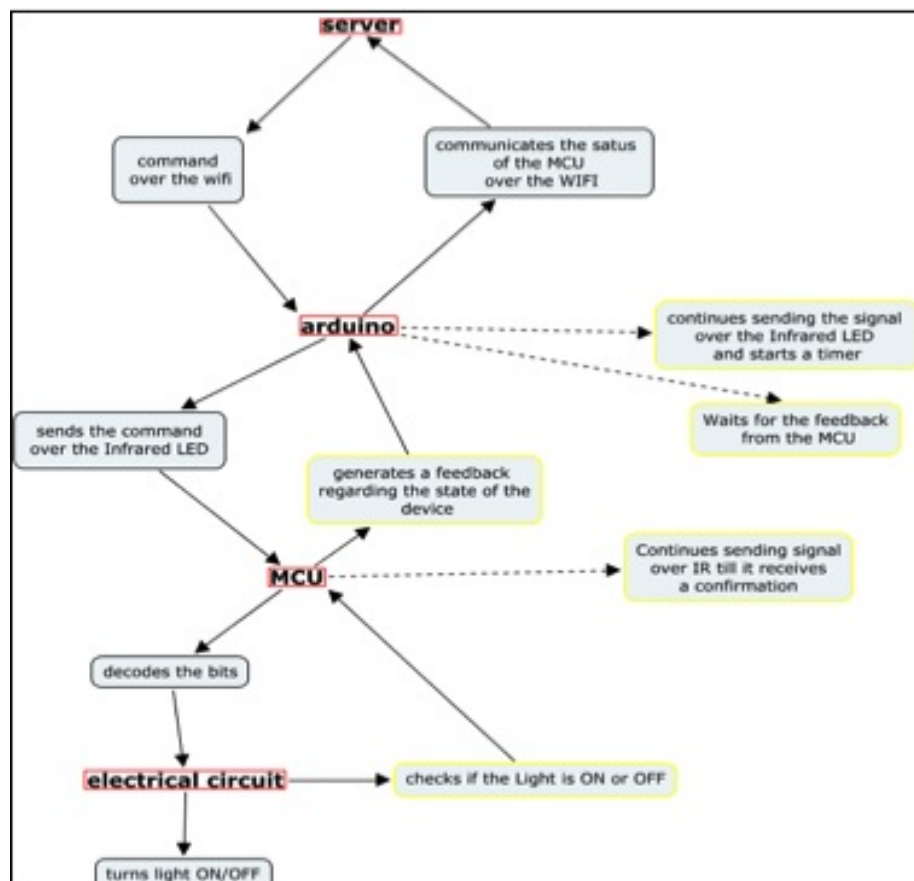 server
command
over the wifi
communicates the satus
of the MCU
over the WIFI
arduino
continues sending the signal
over the Infrared LED
and starts a timer
Waits for the feedback
from the MCU
sends the command
over the Infrared LED
generates a feedback
regarding the state of the
device
Continues sending signal
over IR till it receives
a confirmation
MCU
decodes the bits
electrical circuit
checks if the Light is ON or OFF
turns light ON/OFF